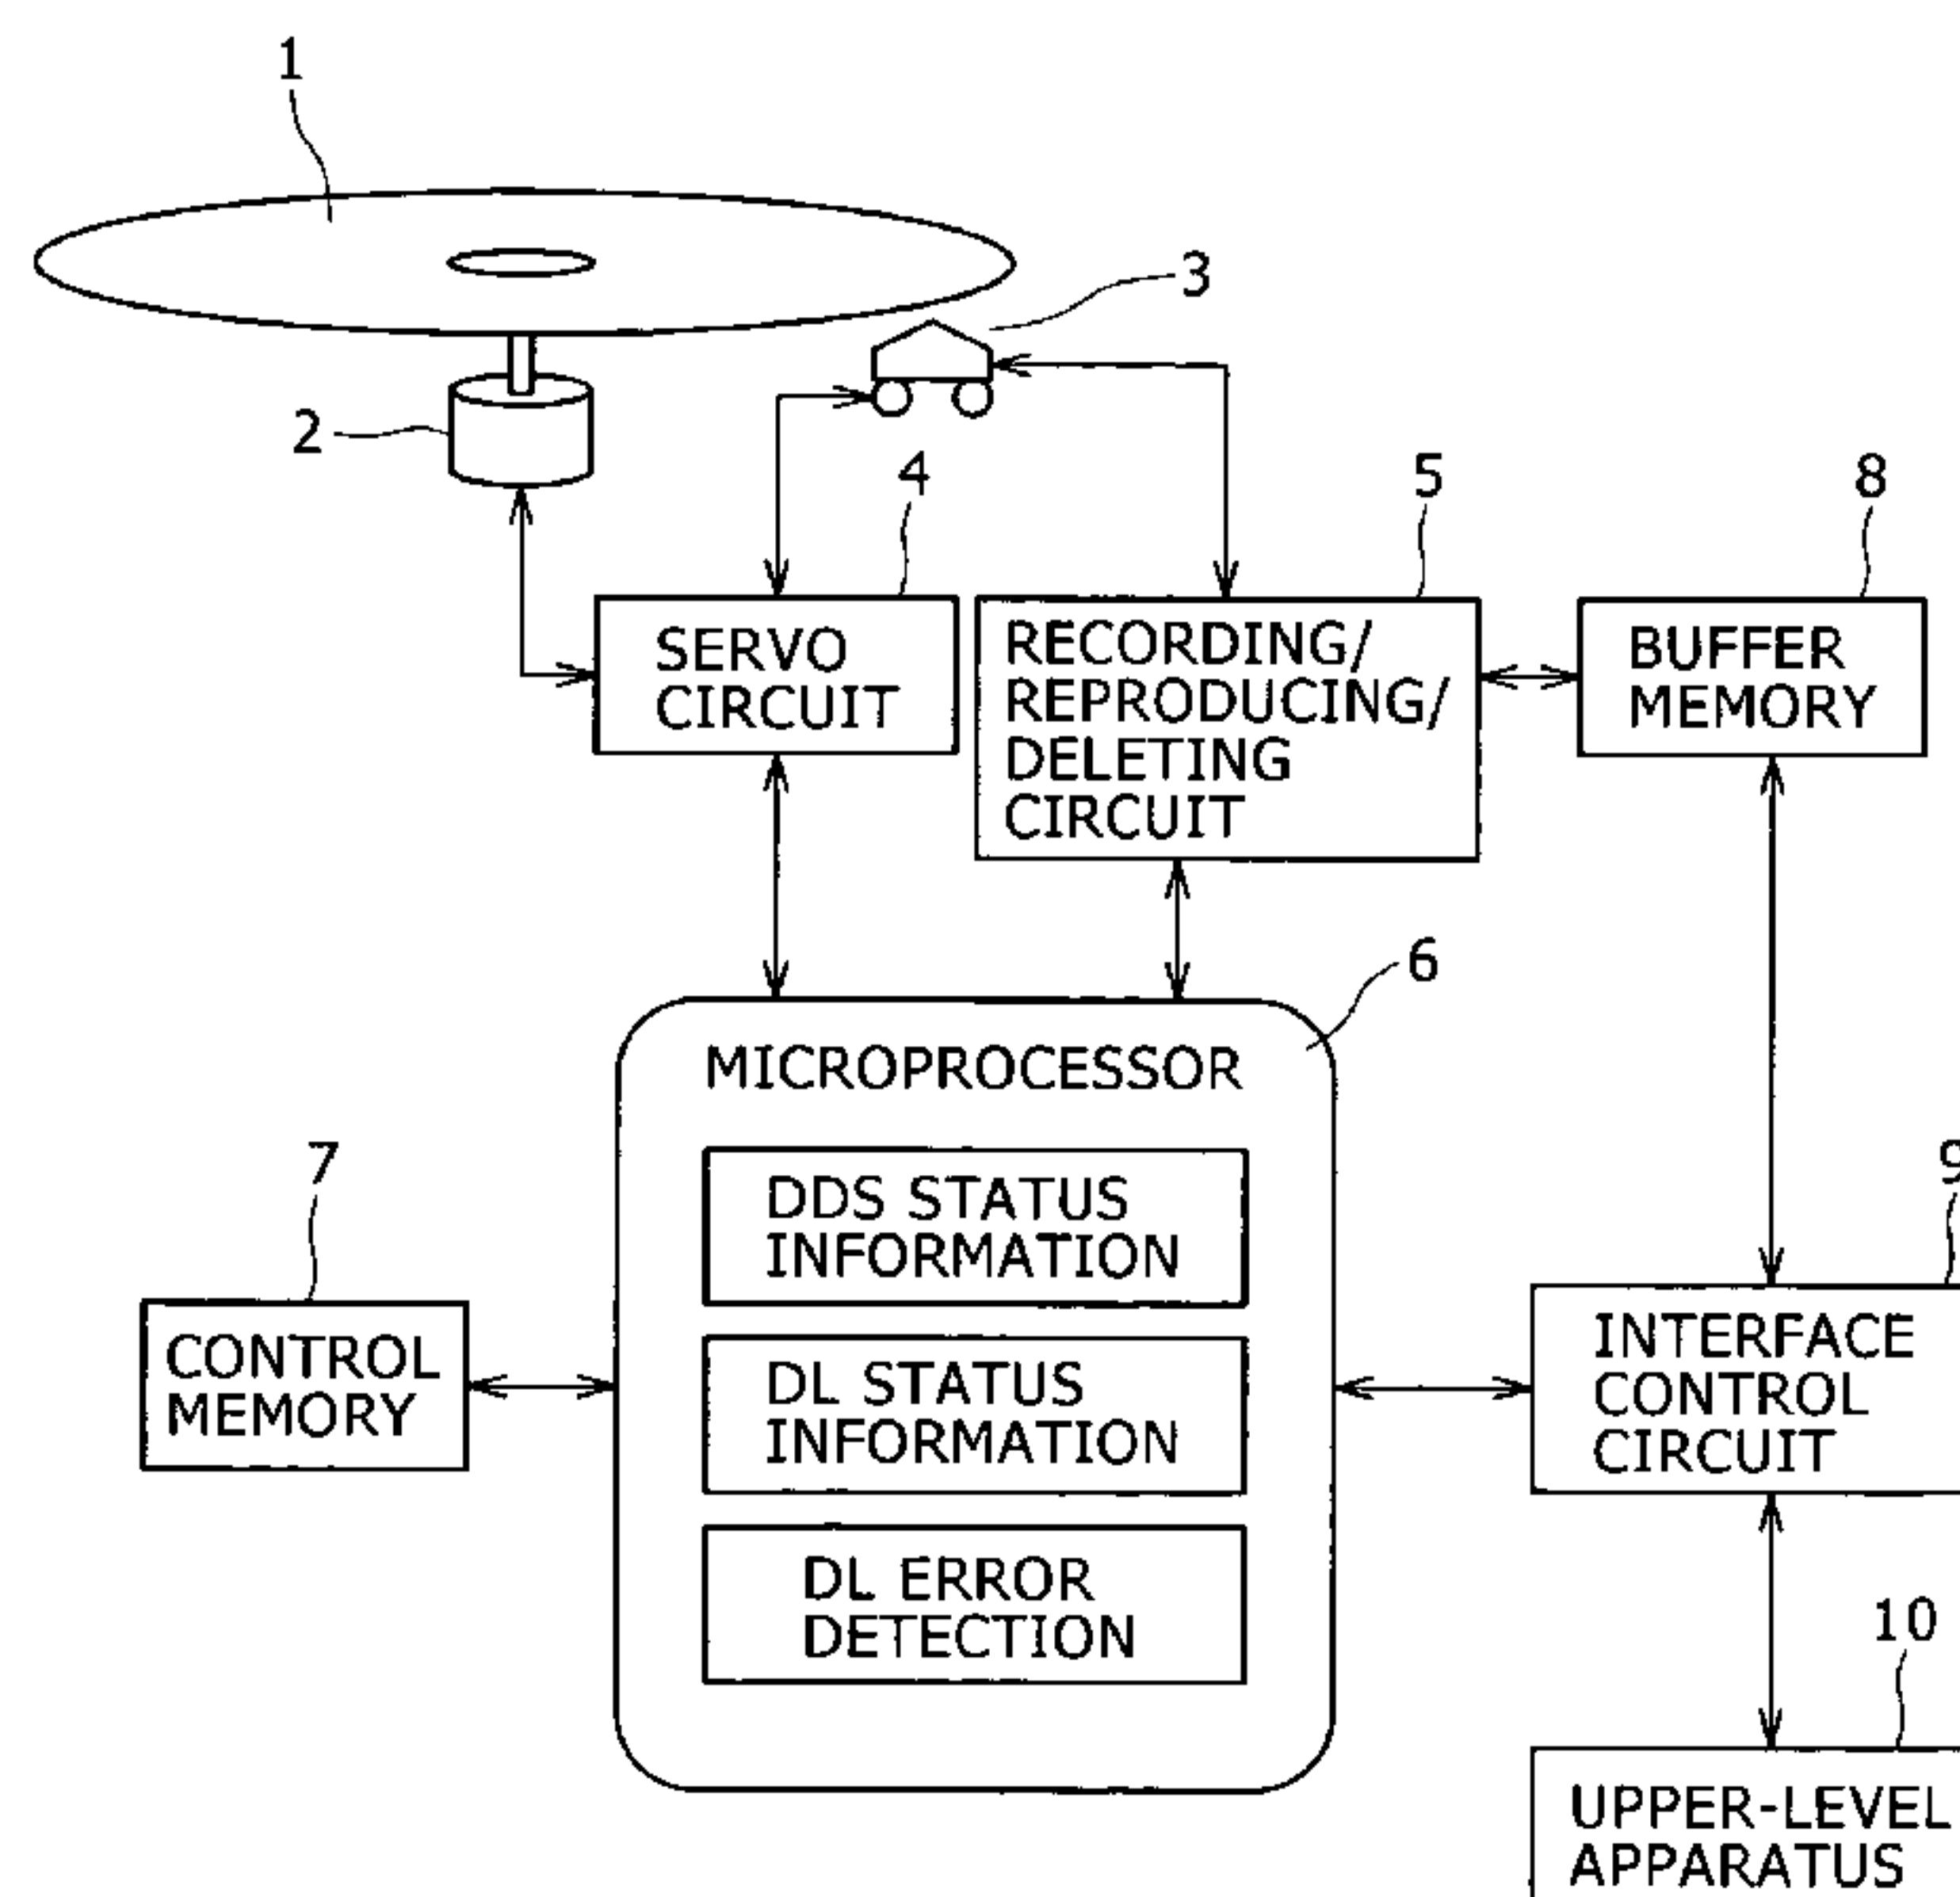 1
3
2
4
5
8
SERVO
CIRCUIT
RECORDING/
REPRODUCING/
DELETING
CIRCUIT
BUFFER
MEMORY
6
MICROPROCESSOR
DDS STATUS
INFORMATION
DL STATUS
INFORMATION
DL ERROR
DETECTION
7
CONTROL
MEMORY
9
INTERFACE
CONTROL
CIRCUIT
10
UPPER-LEVEL
APPARATUS